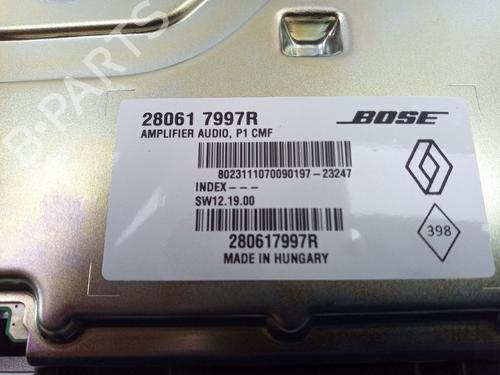 B-PARTS
28061 7997R
BOSE
AMPLIFIER AUDIO, P1 CMF
8023111070090197-23247
INDEX---
SW12.19.00
398
280617997R
MADE IN HUNGARY